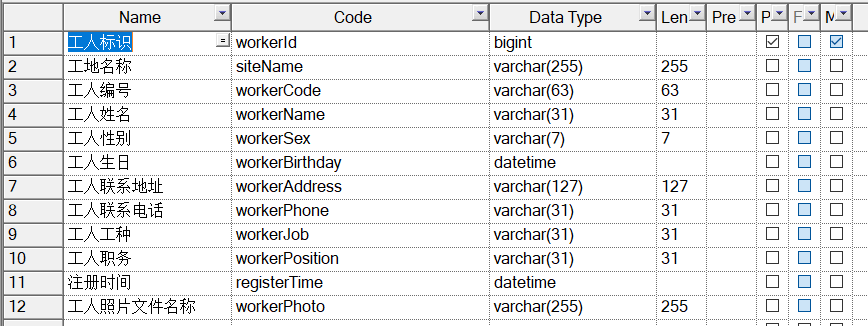 Name Code Data Type Len Pre P F M
1 工人标识 workerId bigint
2 工地名称 siteName varchar(255) 255
3 工人编号 workerCode varchar(63) 63
4 工人姓名 workerName varchar(31) 31
5 工人性别 workerSex varchar(7) 7
6 工人生日 workerBirthday datetime
7 工人联系地址 workerAddress varchar(127) 127
8 工人联系电话 workerPhone varchar(31) 31
9 工人工种 workerJob varchar(31) 31
10 工人职务 workerPosition varchar(31) 31
11 注册时间 registerTime datetime
12 工人照片文件名称 workerPhoto varchar(255) 255